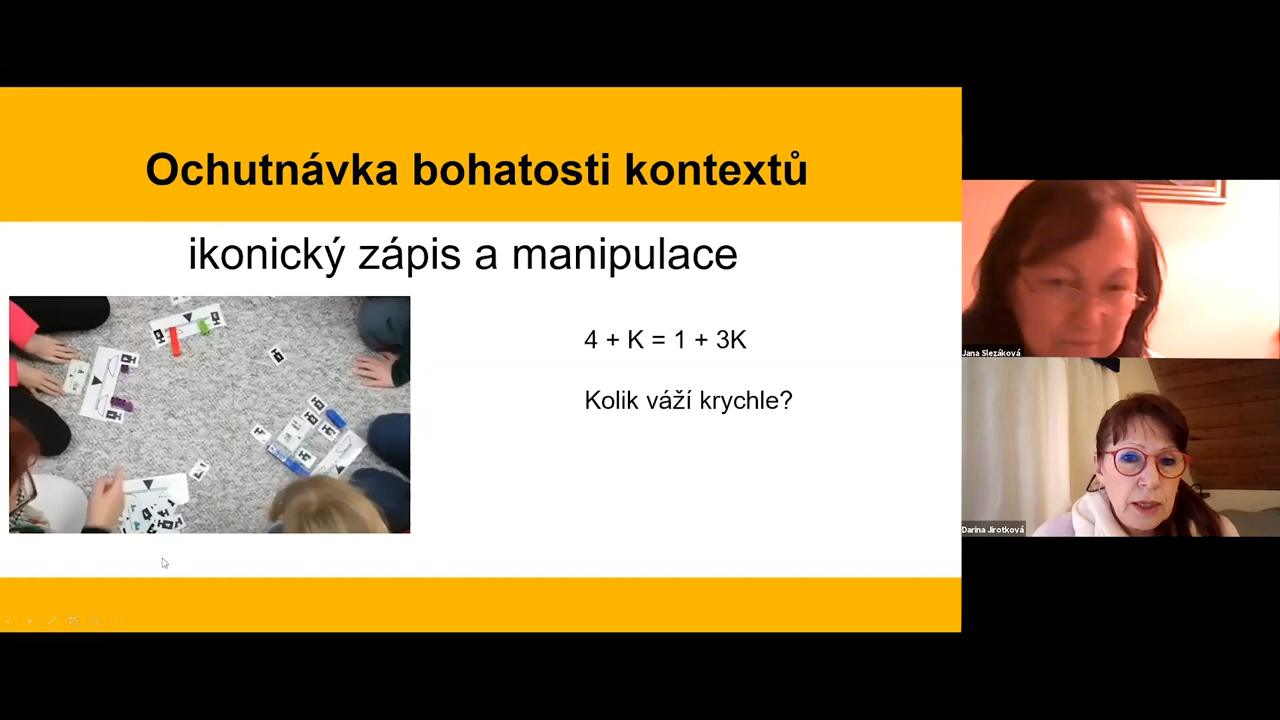 Ochutnávka bohatosti kontextů
ikonický zápis a manipulace
4 + K = 1 + 3K
Kolik váží krychle?
Jana Slezáková
Darina Jirotková